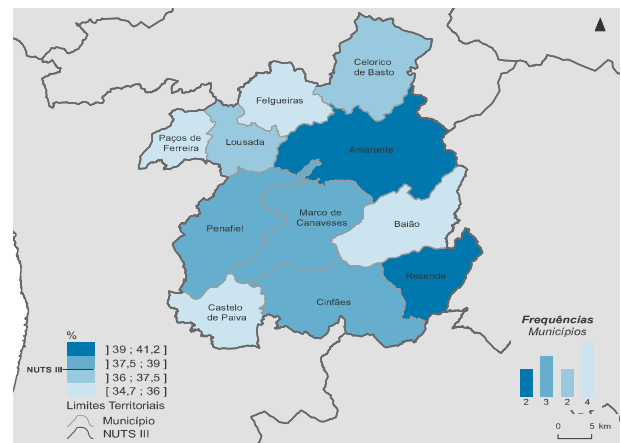 Celorico
de Basto
Felgueiras
Paços de
Ferreira
Lousada
Amarante
Marco de
Canaveses
Penafiel
Baião
Resende
Castelo
de Paiva
Cinfães
%
] 39 ; 41,2 ]
] 37,5 ; 39 ]
NUTS III
] 36 ; 37,5 ]
[ 34,7 ; 36 ]
Limites Territoriais
Município
NUTS III
Frequências
Municípios
2 3 2 4
0 5 km